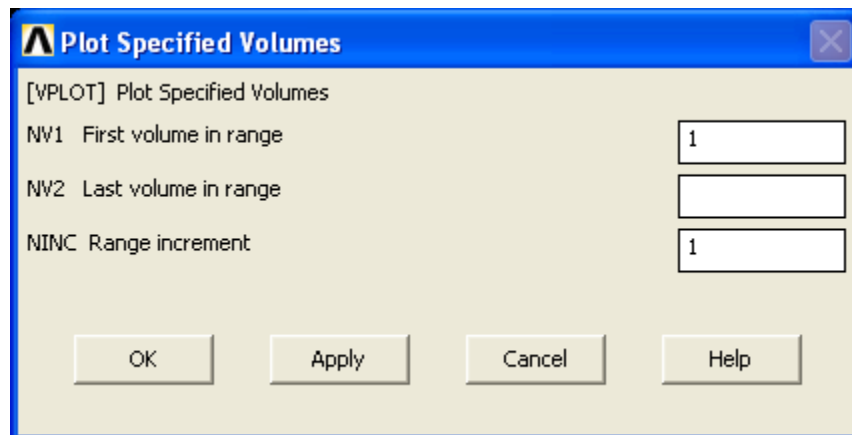 Plot Specified Volumes
[VPLOT] Plot Specified Volumes
NV1 First volume in range 1
NV2 Last volume in range
NINC Range increment 1
OK Apply Cancel Help